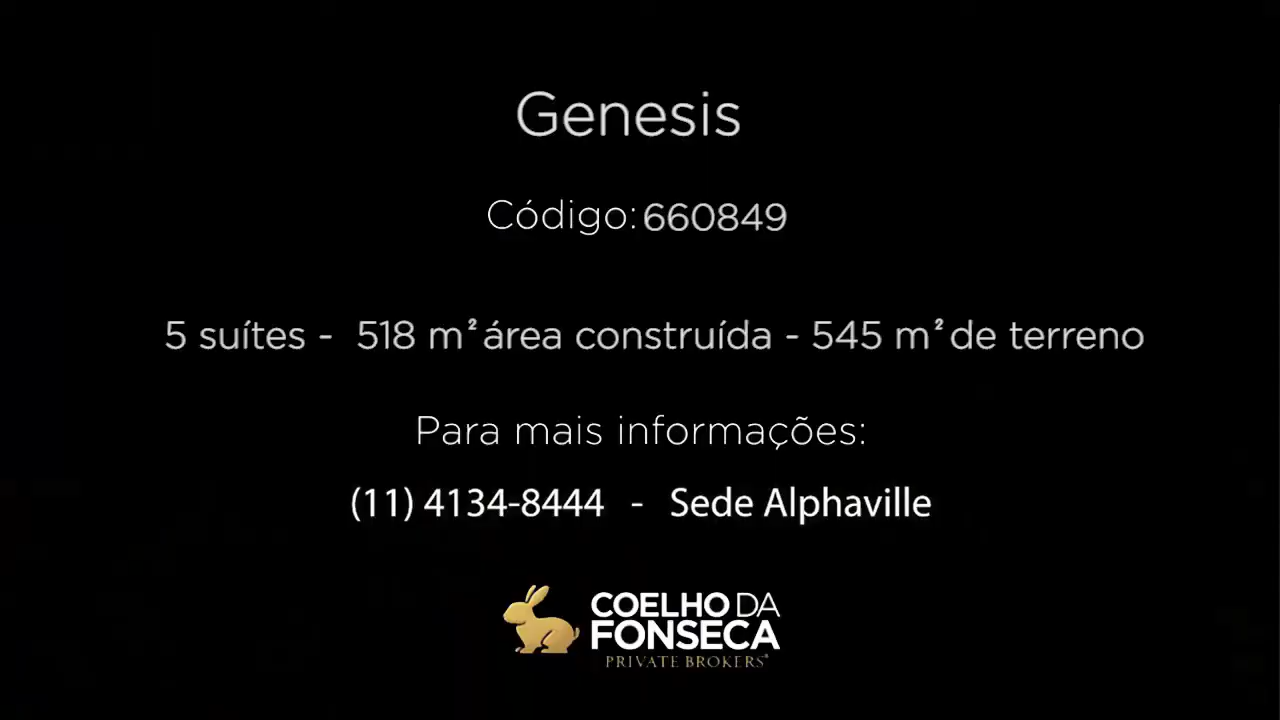 Genesis
Código: 660849
5 suítes - 518 m² área construída - 545 m² de terreno
Para mais informações:
(11) 4134-8444 - Sede Alphaville
COELHO DA
FONSECA
PRIVATE BROKERS®